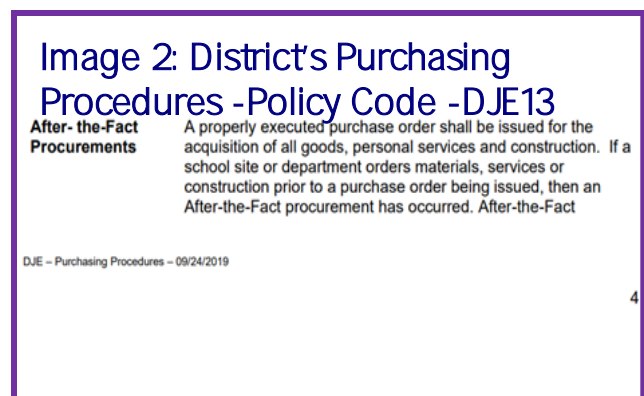 Image 2: District's Purchasing
Procedures -Policy Code -DJE13
After- the-Fact A properly executed purchase order shall be issued for the
Procurements acquisition of all goods, personal services and construction. If a
school site or department orders materials, services or
construction prior to a purchase order being issued, then an
After-the-Fact procurement has occurred. After-the-Fact
DJE – Purchasing Procedures – 09/24/2019
4